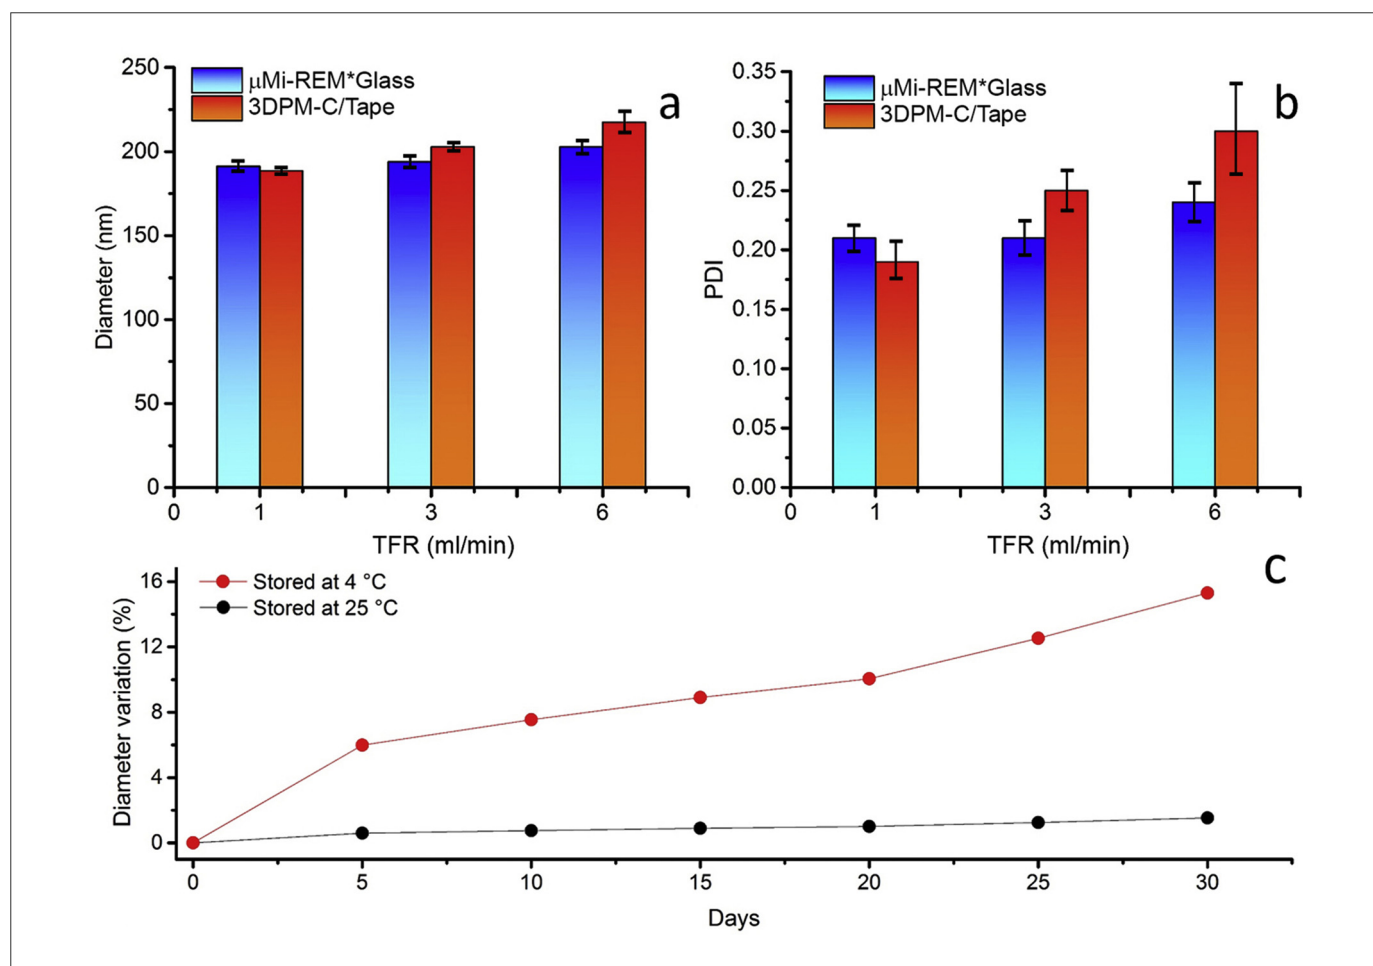 250
200
150
100
50
0
Diameter (nm)
μMi-REM*Glass
3DPM-C/Tape
a
0
1
3
6
TFR (ml/min)
0.35
0.30
0.25
0.20
0.15
0.10
0.05
0.00
PDI
μMi-REM*Glass
3DPM-C/Tape
b
0
1
3
6
TFR (ml/min)
c
16
12
8
4
0
Diameter variation (%)
Stored at 4 °C
Stored at 25 °C
0
5
10
15
20
25
30
Days